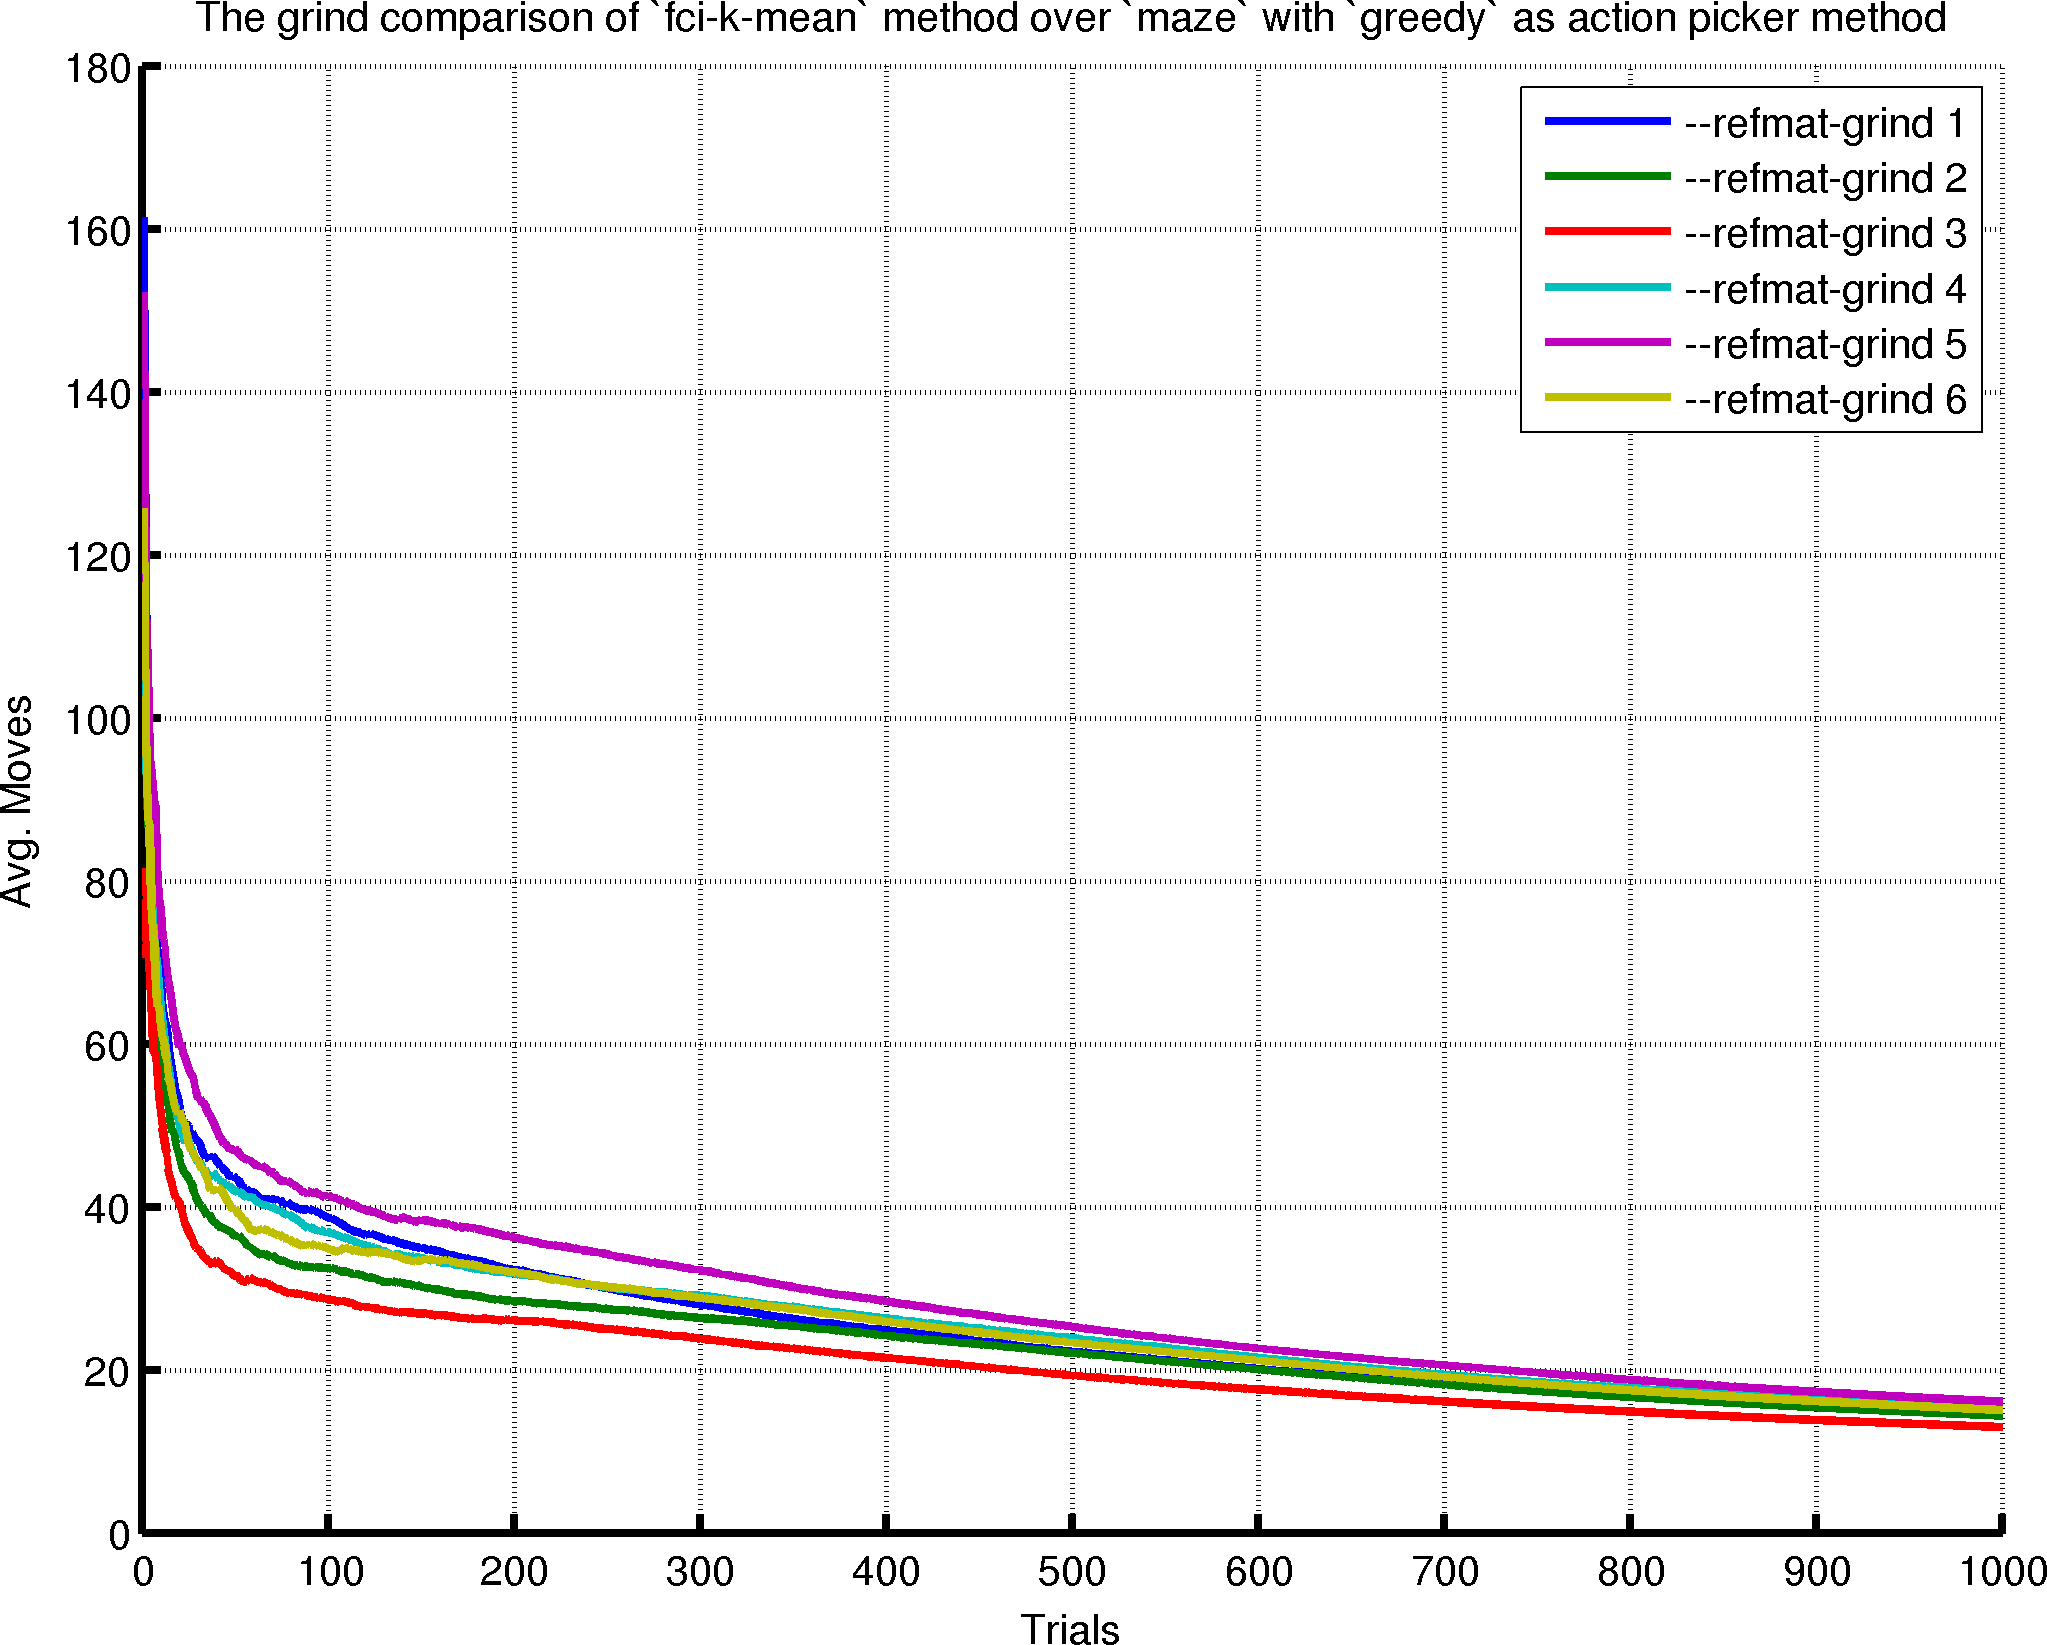 The grind comparison of `fci-k-mean` method over `maze` with `greedy` as action picker method
180
160
140
120
100
80
60
40
20
0
Avg. Moves
--refmat-grind 1
--refmat-grind 2
--refmat-grind 3
--refmat-grind 4
--refmat-grind 5
--refmat-grind 6
0 100 200 300 400 500 600 700 800 900 1000
Trials